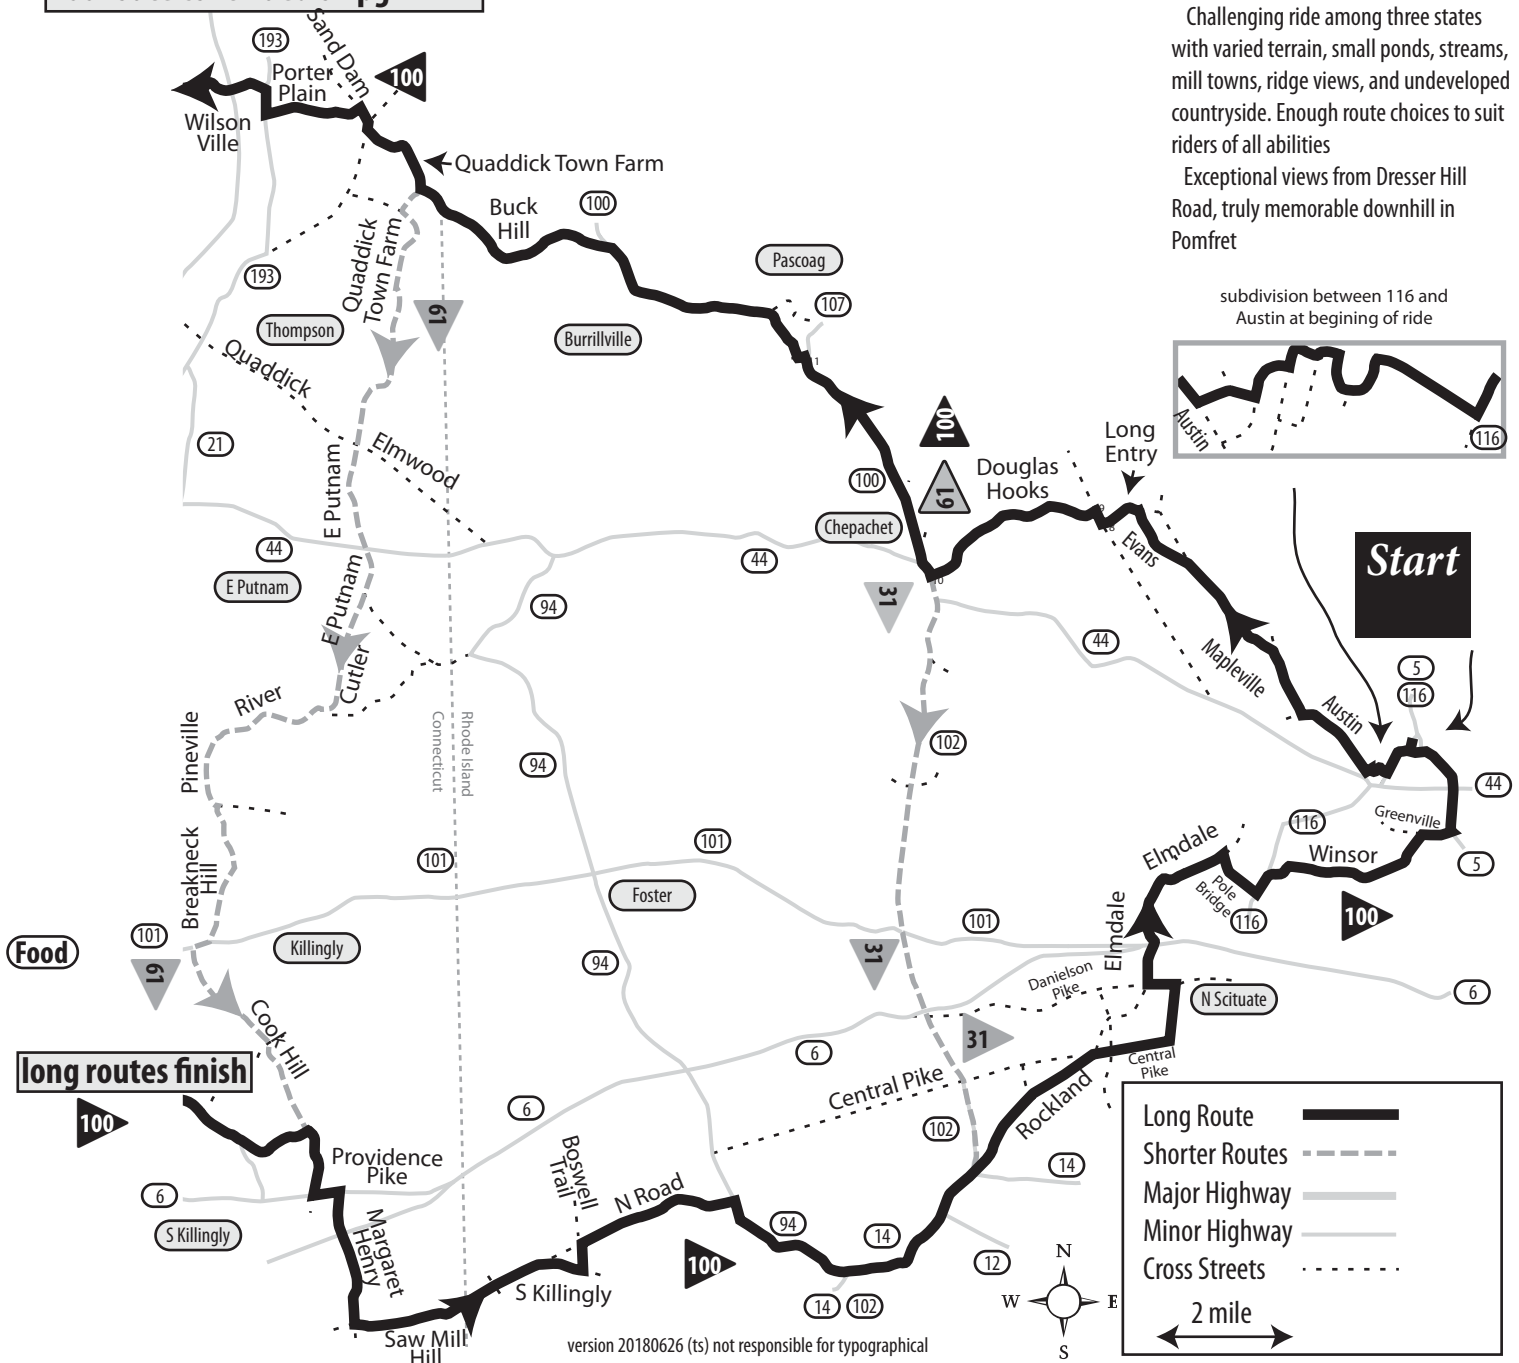 Challenging ride among three states
with varied terrain, small ponds, streams,
mill towns, ridge views, and undeveloped
countryside. Enough route choices to suit
riders of all abilities
Exceptional views from Dresser Hill
Road, truly memorable downhill in
Pomfret
subdivision between 116 and
Austin at begining of ride
Austin
116
Start
193
Sand Dam
100
Porter
Plain
Wilson
Ville
Quaddick Town Farm
Buck
Hill
100
Quaddick
Town Farm
193
61
Thompson
Pascoag
107
Burrillville
11
Quaddick
21
Elmwood
E Putnam
100
100
61
Long
Entry
Douglas
Hooks
9
8
Evans
Chepachet
10
44
44
E Putnam
E Putnam
94
31
44
Mapleville
Austin
5
116
Cutler
River
Pineville
Connecticut
Rhode Island
94
102
44
116
Greenville
5
Breakneck
Hill
101
101
Elmdale
Winsor
Pole
Bridge
116
100
Foster
Food
101
61
Killingly
94
31
101
Elmdale
Danielson
Pike
N Scituate
6
Cook Hill
31
6
Central Pike
Central
Pike
Rockland
long routes finish
100
6
102
14
Providence
Pike
6
S Killingly
Margaret
Henry
Boswell
Trail
N Road
94
14
12
100
S Killingly
14
102
Saw Mill
Hill
version 20180626 (ts) not responsible for typographical
N
W
E
S
Long Route
Shorter Routes
Major Highway
Minor Highway
Cross Streets
2 mile